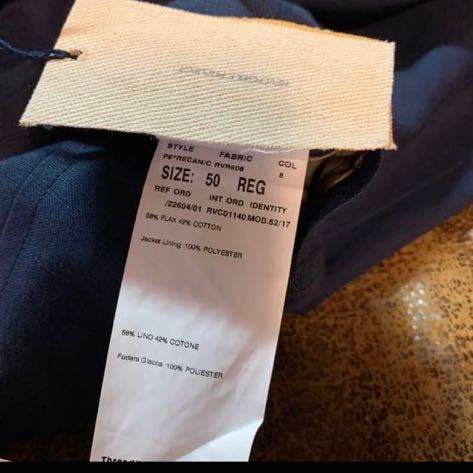 STYLE FABRIC COL
P6*RECAN/C RVR608 8
SIZE: 50 REG
REF ORD INT ORD IDENTITY
/22604/01 RVC01140 MOD.62/17
58% FLAX 42% COTTON
Jacket Lining :100% POLYESTER
58% LINO 42% COTONE
Fodera Giacca :100% POLIESTER